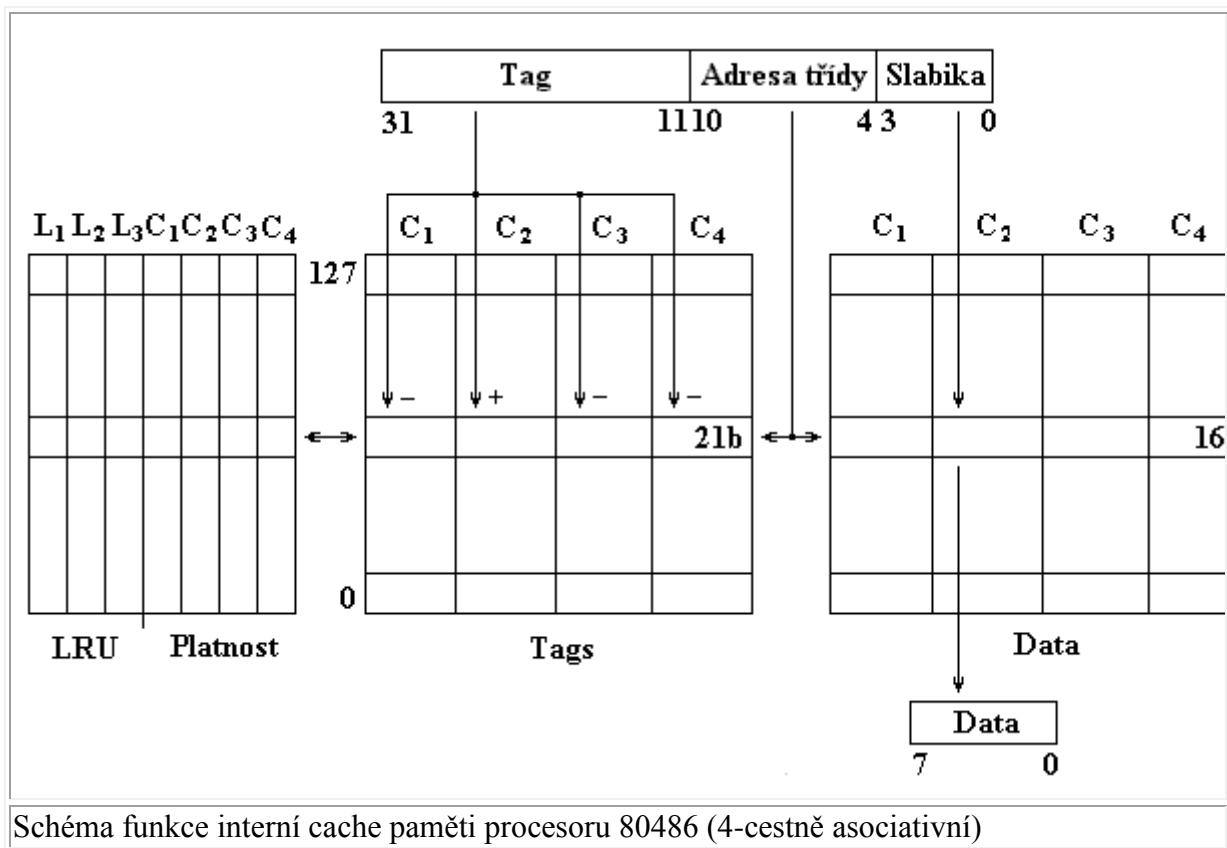 Tag Adresa třídy Slabika
31 11 10 4 3 0
L1 L2 L3 C1 C2 C3 C4
C1 C2 C3 C4
C1 C2 C3 C4
127
− + − −
21b
16
0
LRU Platnost
Tags
Data
Data
7 0
Schéma funkce interní cache paměti procesoru 80486 (4-cestně asociativní)